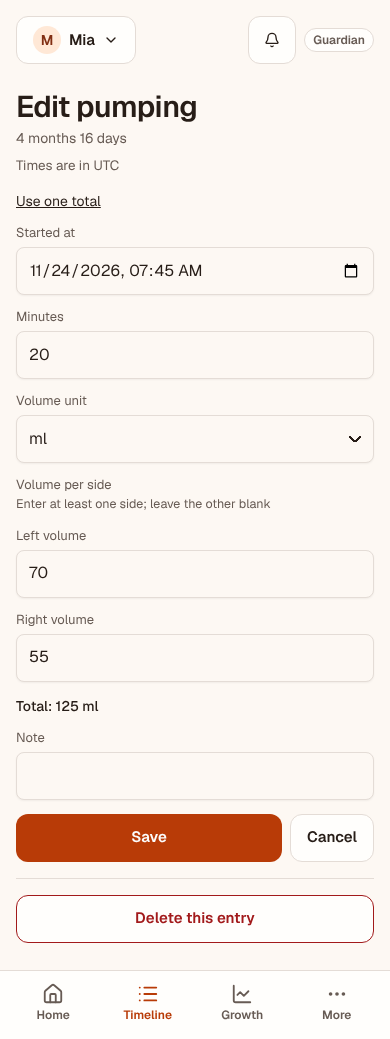 M Mia
Guardian
Edit pumping
4 months 16 days
Times are in UTC
Use one total
Started at
11/24/2026, 07:45 AM
Minutes
20
Volume unit
ml
Volume per side
Enter at least one side; leave the other blank
Left volume
70
Right volume
55
Total: 125 ml
Note
Save Cancel
Delete this entry
Home Timeline Growth More